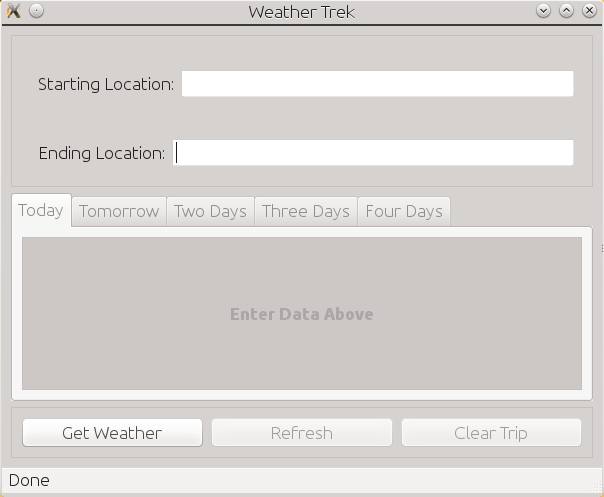 Weather Trek
Starting Location:
Ending Location:
Today Tomorrow Two Days Three Days Four Days
Enter Data Above
Get Weather Refresh Clear Trip
Done